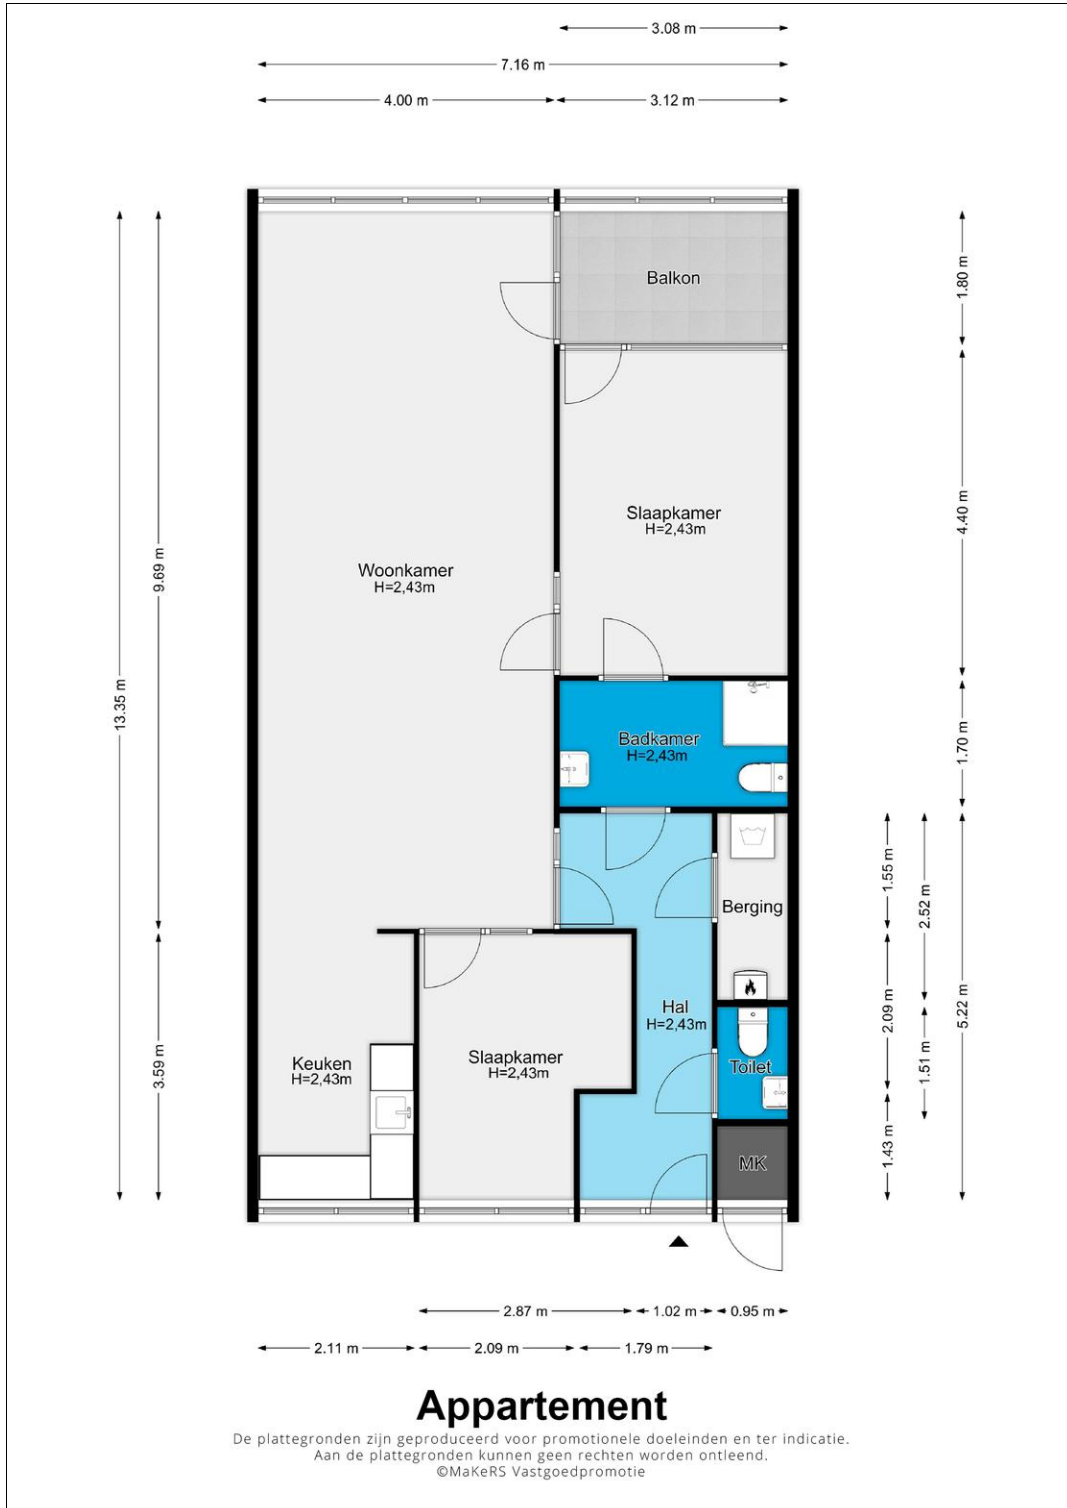 3.08 m
7.16 m
4.00 m
3.12 m
Balkon
1.80 m
Slaapkamer
H=2,43m
4.40 m
Woonkamer
H=2,43m
9.69 m
13.35 m
Badkamer
H=2,43m
1.70 m
Berging
1.55 m
2.52 m
Hal
H=2,43m
2.09 m
5.22 m
Keuken
H=2,43m
Slaapkamer
H=2,43m
3.59 m
Toilet
1.51 m
MK
1.43 m
2.87 m
1.02 m
0.95 m
2.11 m
2.09 m
1.79 m
Appartement
De plattegronden zijn geproduceerd voor promotionele doeleinden en ter indicatie.
Aan de plattegronden kunnen geen rechten worden ontleend.
©MaKeRS Vastgoedpromotie